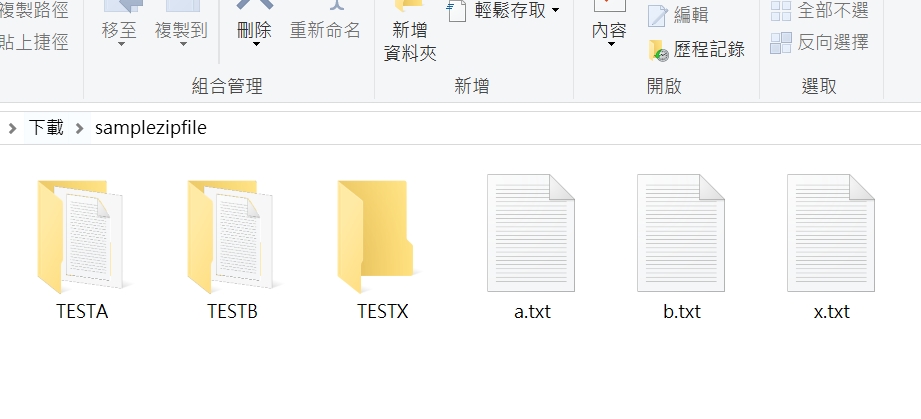 複製路徑
貼上捷徑
移至
複製到
刪除
重新命名
組合管理
新增
資料夾
輕鬆存取
新增
內容
編輯
歷程記錄
開啟
全部不選
反向選擇
選取
下載
samplezipfile
TESTA
TESTB
TESTX
a.txt
b.txt
x.txt